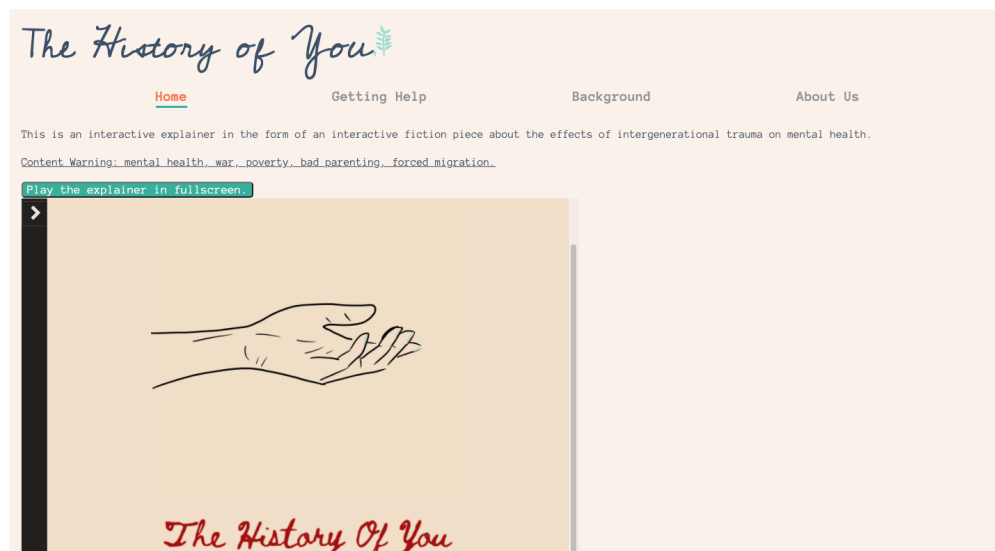 The History of You
Home Getting Help Background About Us
This is an interactive explainer in the form of an interactive fiction piece about the effects of intergenerational trauma on mental health.
Content Warning: mental health, war, poverty, bad parenting, forced migration.
Play the explainer in fullscreen.
The History Of You